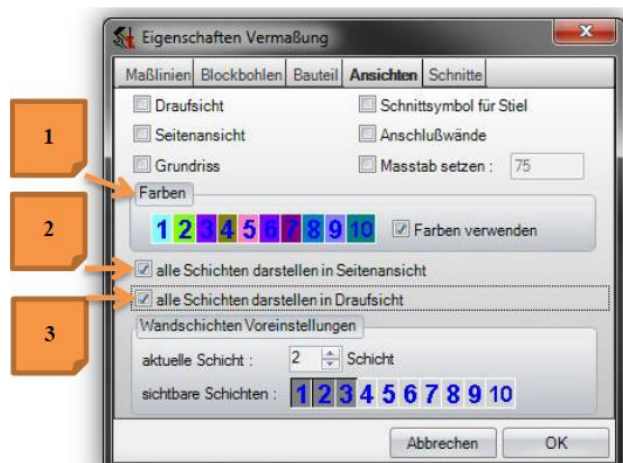 Eigenschaften Vermaßung
Maßlinien Blockbohlen Bauteil Ansichten Schnitte
Draufsicht Schnittsymbol für Stiel
1 Seitenansicht Anschlußwände
Grundriss Masstab setzen : 75
Farben
2 1 2 3 4 5 6 7 8 9 10 Farben verwenden
alle Schichten darstellen in Seitenansicht
alle Schichten darstellen in Draufsicht
3 Wandschichten Voreinstellungen
aktuelle Schicht : 2 Schicht
sichtbare Schichten : 1 2 3 4 5 6 7 8 9 10
Abbrechen OK